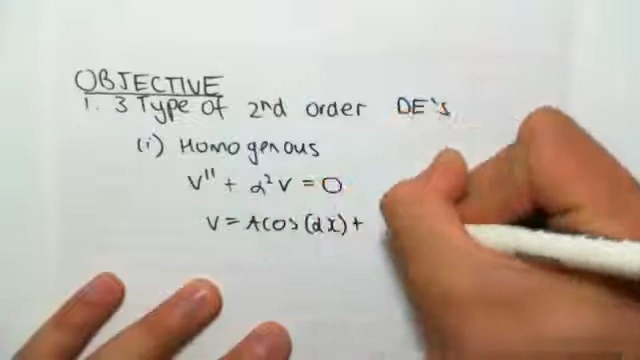 OBJECTIVE
1. 3 Type of 2nd order DE's
(i) Homogenous
v'' + α²v = 0
v = Acos(αx) +